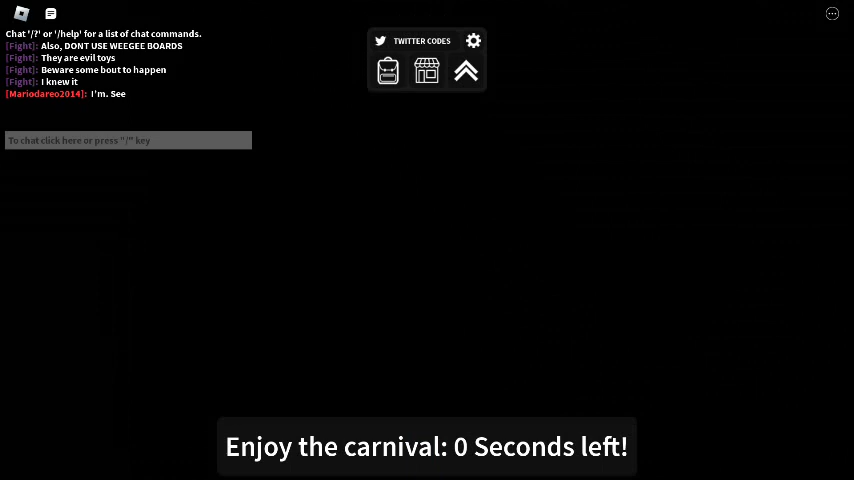 Chat '/?' or '/help' for a list of chat commands.
[Fight]: Also, DONT USE WEEGEE BOARDS
[Fight]: They are evil toys
[Fight]: Beware some bout to happen
[Fight]: I knew it
[Mariodareo2014]: I'm. See
To chat click here or press "/" key
TWITTER CODES
Enjoy the carnival: 0 Seconds left!